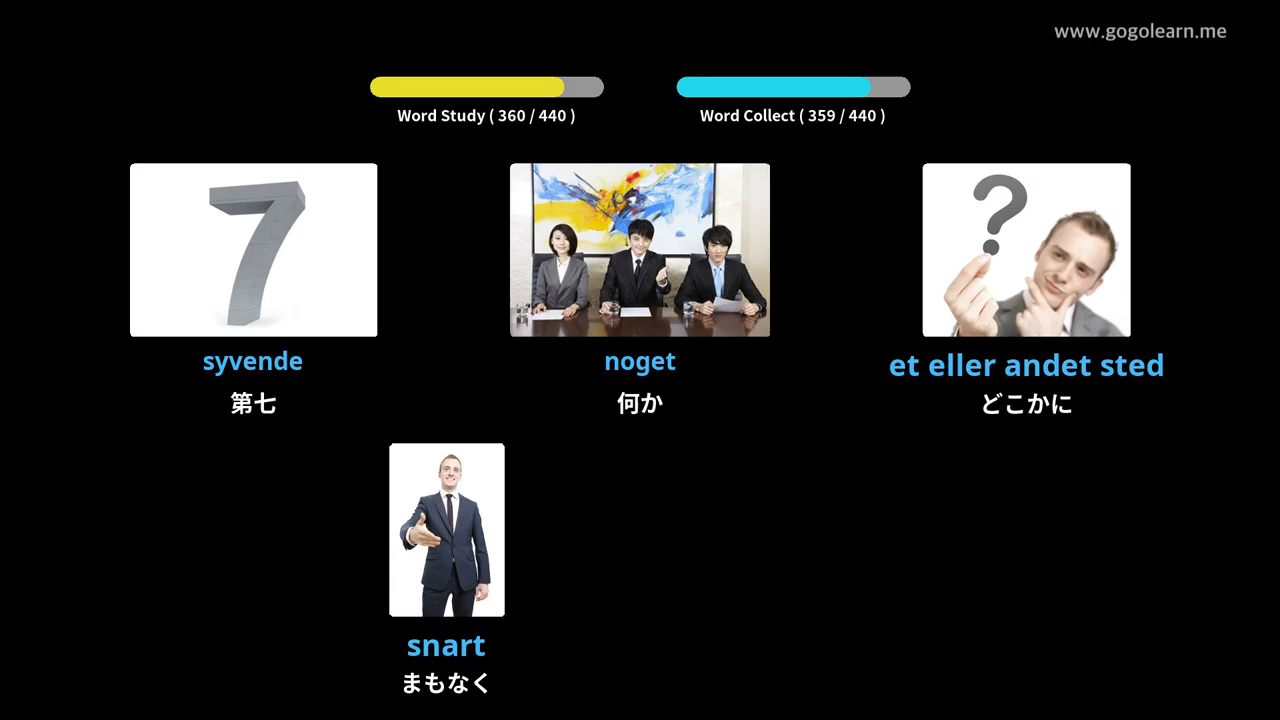 www.gogolearn.me
Word Study ( 360 / 440 )
Word Collect ( 359 / 440 )
7
?
syvende
第七
noget
何か
et eller andet sted
どこかに
snart
まもなく